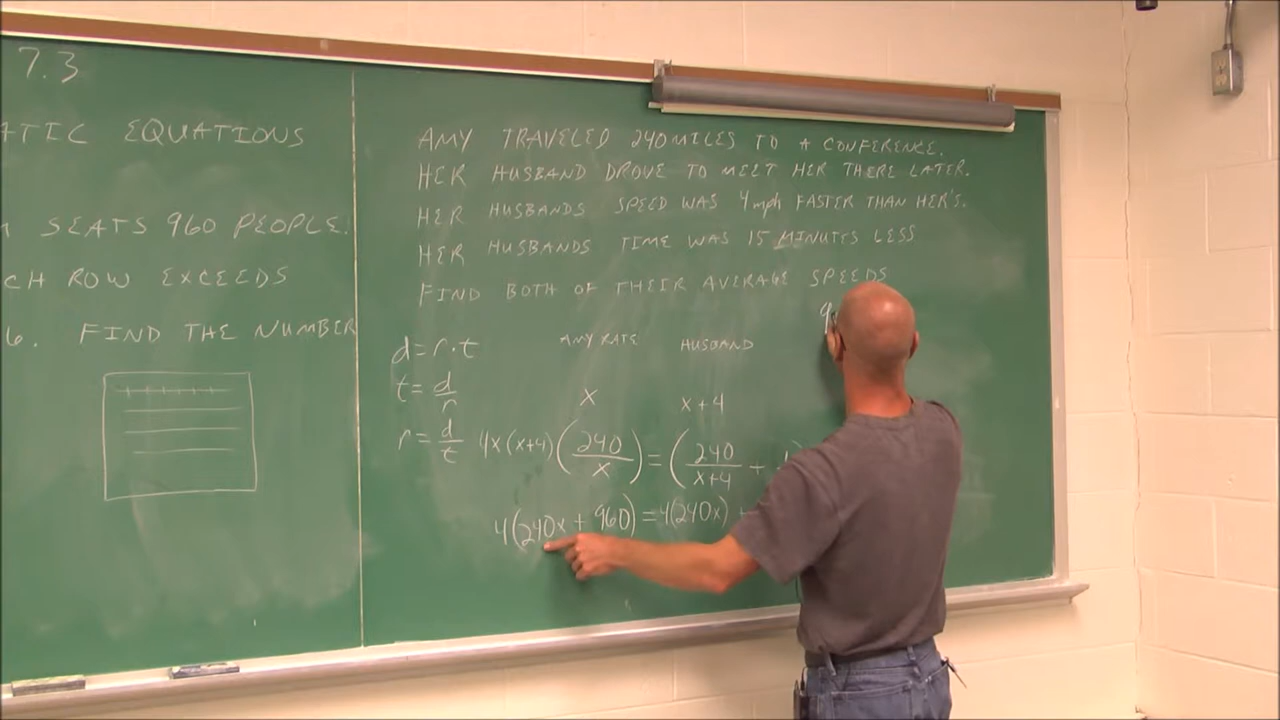 7.3
ATIC EQUATIONS
SEATS 960 PEOPLE.
CH ROW EXCEEDS
6. FIND THE NUMBER
AMY TRAVELED 240 MILES TO A CONFERENCE.
HER HUSBAND DROVE TO MEET HER THERE LATER.
HER HUSBANDS SPEED WAS 4mph FASTER THAN HER'S.
HER HUSBANDS TIME WAS 15 MINUTES LESS
FIND BOTH OF THEIR AVERAGE SPEEDS
9
d = r · t
AMY RATE HUSBAND
t = d/r
x x+4
r = d/t
4x(x+4)(240/x) = (240/x+4 +
4(240x + 960) = 4(240x) +